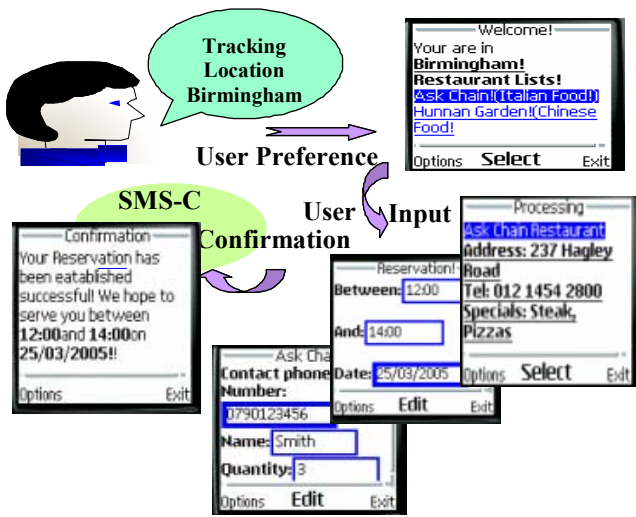 Tracking
Location
Birmingham
Welcome!
Your are in
Birmingham!
Restaurant Lists!
Ask Chain!(Italian Food!)
Hunnan Garden!(Chinese
Food!
Options Select Exit
User Preference
User Input
Processing
Ask Chain Restaurant
Address: 237 Hagley
Road
Tel: 012 1454 2800
Specials: Steak,
Pizzas
Options Select Exit
Reservation!
Between: 12:00
And: 14:00
Date: 25/03/2005
Options Edit Exit
Ask Cha
Contact phone
Number:
0790123456
Name: Smith
Quantity: 3
Options Edit Exit
SMS-C
Confirmation
Confirmation
Your Reservation has
been eatablished
successful! We hope to
serve you between
12:00and 14:00on
25/03/2005!!
Options Exit